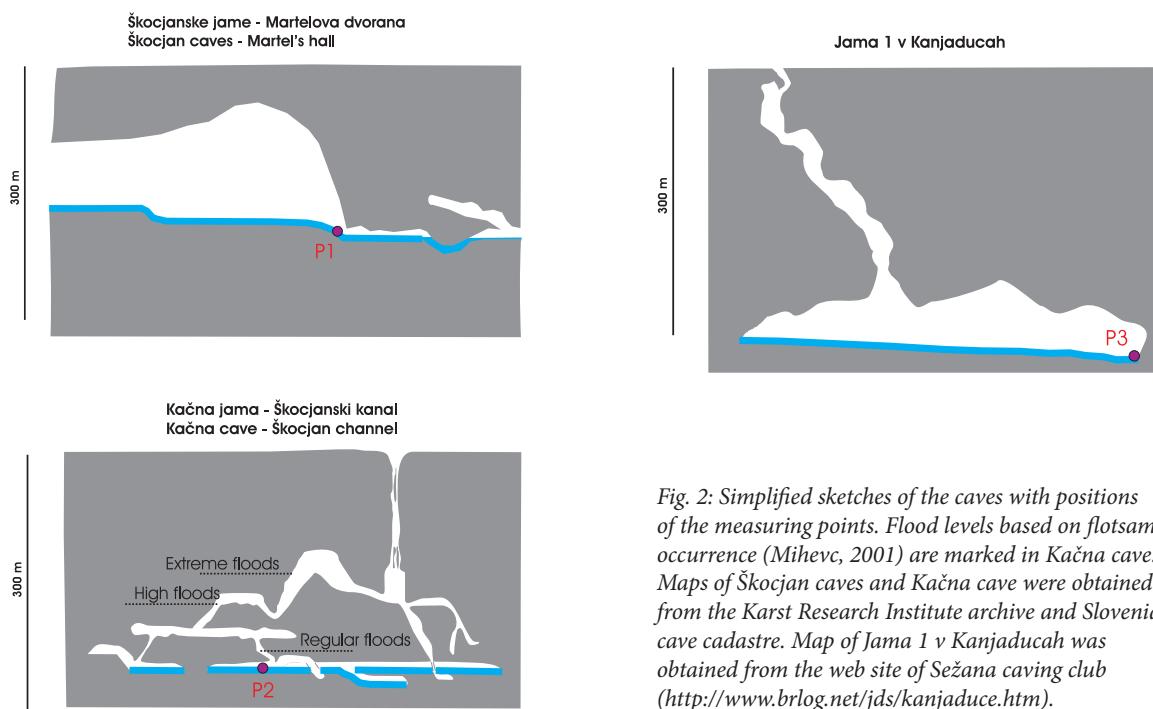 Škocjanske jame - Martelova dvorana
Škocjan caves - Martel's hall
300 m
P1
Jama 1 v Kanjaducah
300 m
P3
Kačna jama - Škocjanski kanal
Kačna cave - Škocjan channel
300 m
Extreme floods
High floods
Regular floods
P2
Fig. 2: Simplified sketches of the caves with positions
of the measuring points. Flood levels based on flotsam
occurrence (Mihevc, 2001) are marked in Kačna cave.
Maps of Škocjan caves and Kačna cave were obtained
from the Karst Research Institute archive and Slovenia
cave cadastre. Map of Jama 1 v Kanjaducah was
obtained from the web site of Sežana caving club
(http://www.brlog.net/jds/kanjaduce.htm).